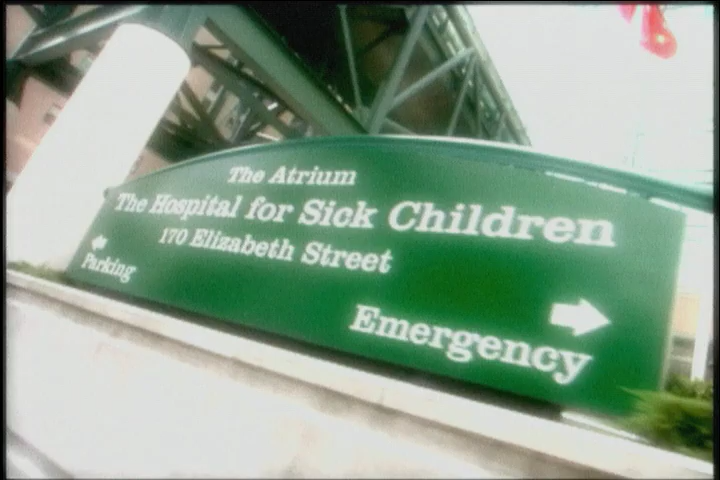 The Atrium
The Hospital for Sick Children
170 Elizabeth Street
Parking
Emergency